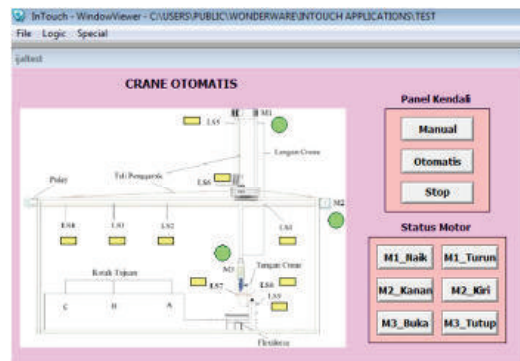 InTouch - WindowViewer - C:\USERS\PUBLIC\WONDERWARE\INTOUCH APPLICATIONS\TEST
File Logic Special
ijaltest
CRANE OTOMATIS
Panel Kendali
Manual
Otomatis
Stop
Status Motor
M1_Naik M1_Turun
M2_Kanan M2_Kiri
M3_Buka M3_Tutup
M1
LS5
Lengan Crane
LS6
Tali Penggerak
Puley
M2
LS4 LS3 LS2 LS1
M3
Tangan Crane
LS7 LS8
LS9
Kotak Tujuan
C B A